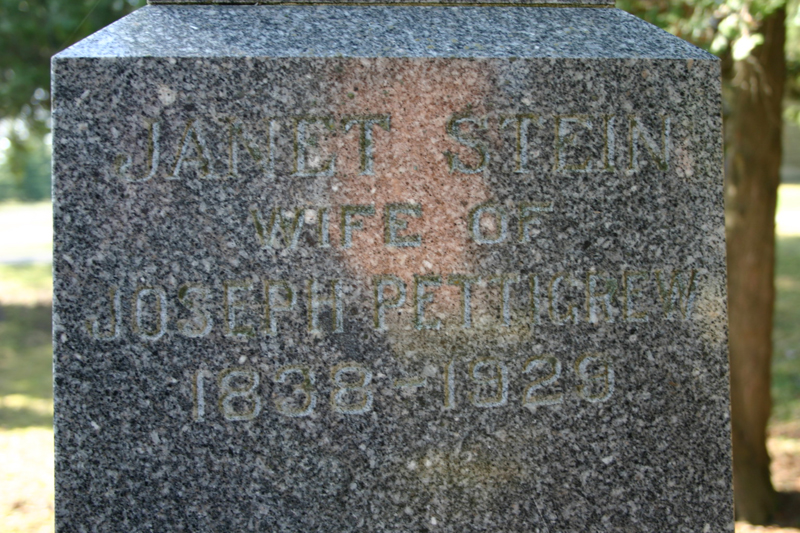 JANET STEIN
WIFE OF
JOSEPH PETTIGREW
1838-1920